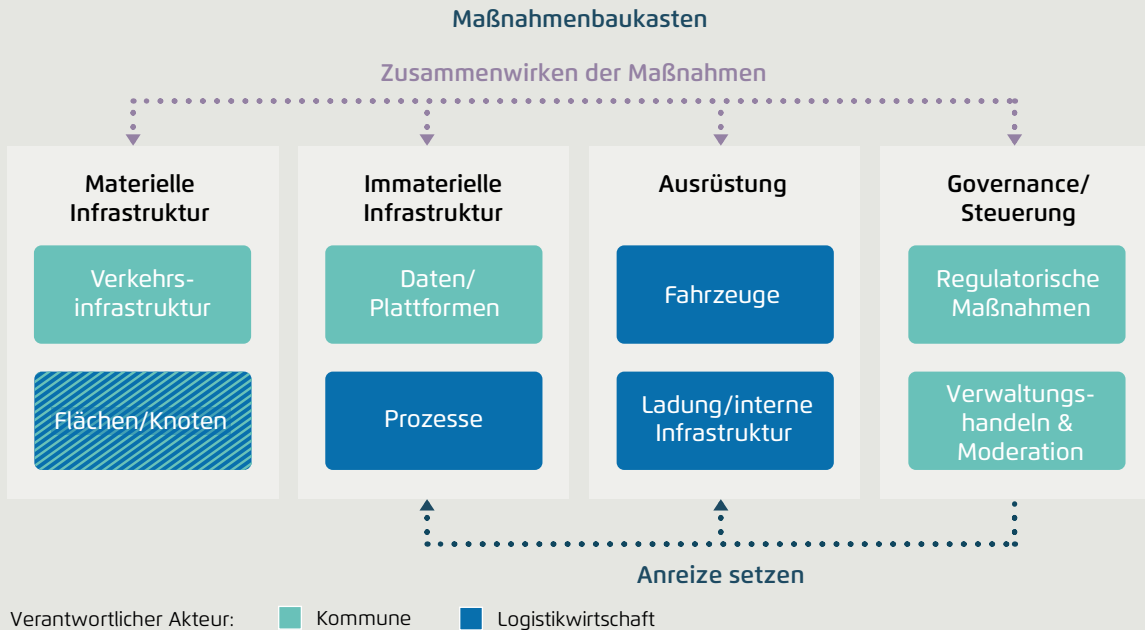 Maßnahmenbaukasten
Zusammenwirken der Maßnahmen
Materielle
Infrastruktur
Verkehrs-
infrastruktur
Flächen/Knoten
Immaterielle
Infrastruktur
Daten/
Plattformen
Prozesse
Ausrüstung
Fahrzeuge
Ladung/interne
Infrastruktur
Governance/
Steuerung
Regulatorische
Maßnahmen
Verwaltungs-
handeln &
Moderation
Anreize setzen
Verantwortlicher Akteur: Kommune Logistikwirtschaft